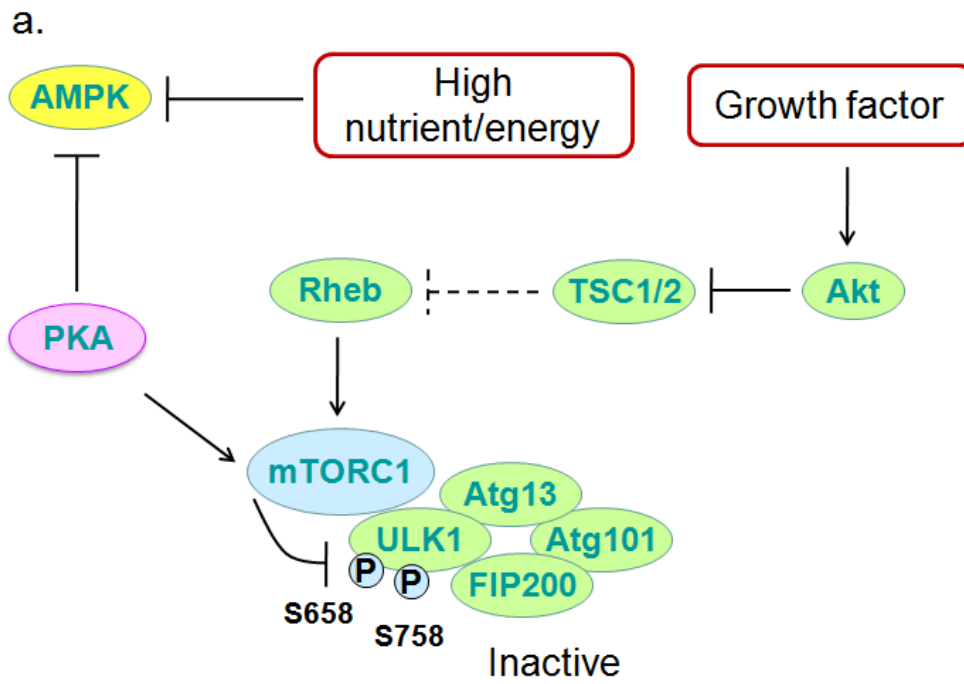 a.
AMPK
High
nutrient/energy
Growth factor
Rheb
TSC1/2
Akt
PKA
mTORC1
Atg13
ULK1
Atg101
P
P
FIP200
S658
S758
Inactive